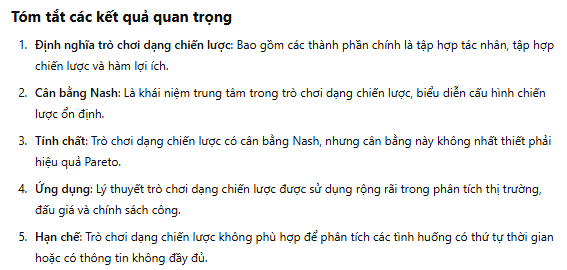 Tóm tắt các kết quả quan trọng
1. Định nghĩa trò chơi dạng chiến lược: Bao gồm các thành phần chính là tập hợp tác nhân, tập hợp
chiến lược và hàm lợi ích.
2. Cân bằng Nash: Là khái niệm trung tâm trong trò chơi dạng chiến lược, biểu diễn cấu hình chiến
lược ổn định.
3. Tính chất: Trò chơi dạng chiến lược có cân bằng Nash, nhưng cân bằng này không nhất thiết phải
hiệu quả Pareto.
4. Ứng dụng: Lý thuyết trò chơi dạng chiến lược được sử dụng rộng rãi trong phân tích thị trường,
đấu giá và chính sách công.
5. Hạn chế: Trò chơi dạng chiến lược không phù hợp để phân tích các tình huống có thứ tự thời gian
hoặc có thông tin không đầy đủ.